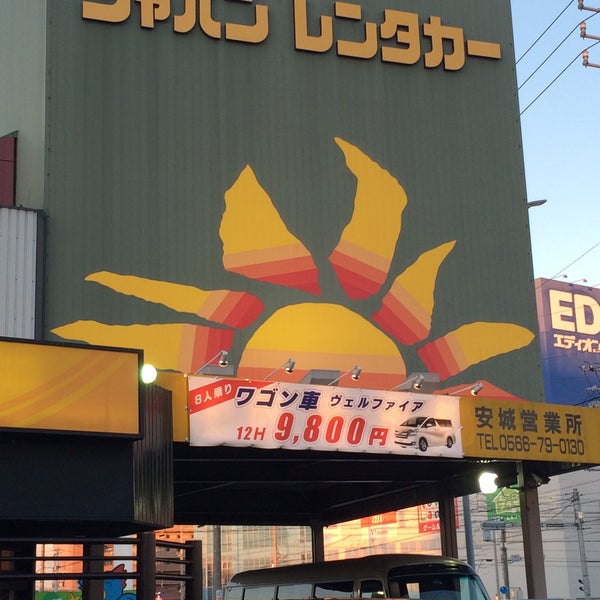 ジャパン レンタカー
8人乗り
ワゴン車 ヴェルファイア
12H 9,800円
安城営業所
TEL0566-79-0130
ED
エディオン